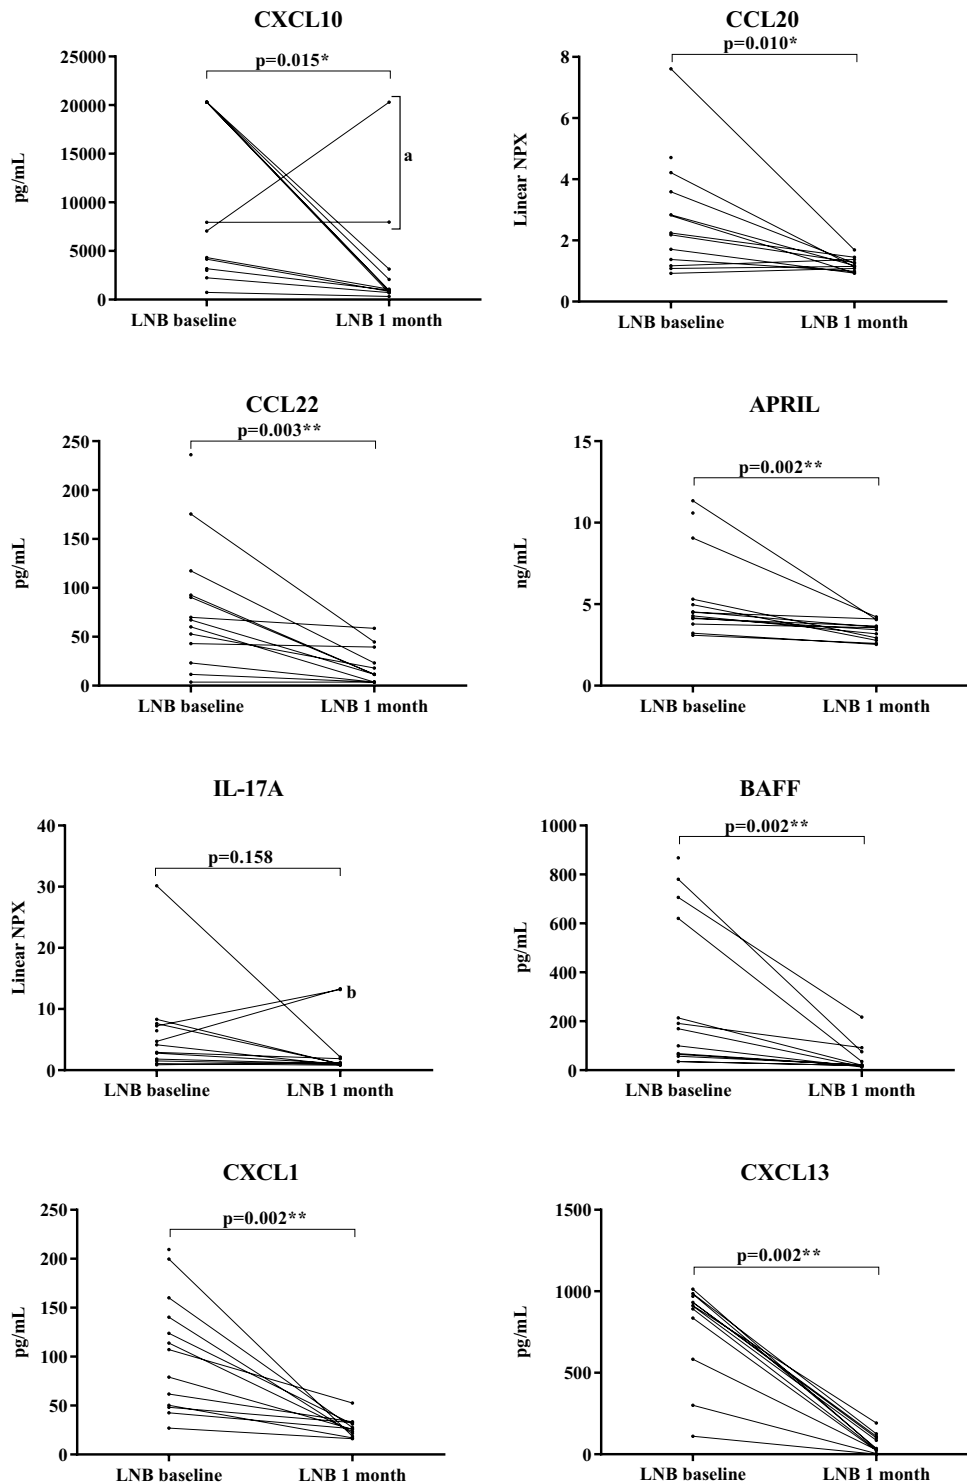 CXCL10
p=0.015*
25000
20000
15000
10000
5000
0
pg/mL
a
LNB baseline LNB 1 month
CCL20
p=0.010*
8
6
4
2
0
Linear NPX
LNB baseline LNB 1 month
CCL22
p=0.003**
250
200
150
100
50
0
pg/mL
LNB baseline LNB 1 month
APRIL
p=0.002**
15
10
5
0
ng/mL
LNB baseline LNB 1 month
IL-17A
p=0.158
40
30
20
10
0
Linear NPX
b
LNB baseline LNB 1 month
BAFF
p=0.002**
1000
800
600
400
200
0
pg/mL
LNB baseline LNB 1 month
CXCL1
p=0.002**
250
200
150
100
50
0
pg/mL
LNB baseline LNB 1 month
CXCL13
p=0.002**
1500
1000
500
0
pg/mL
LNB baseline LNB 1 month